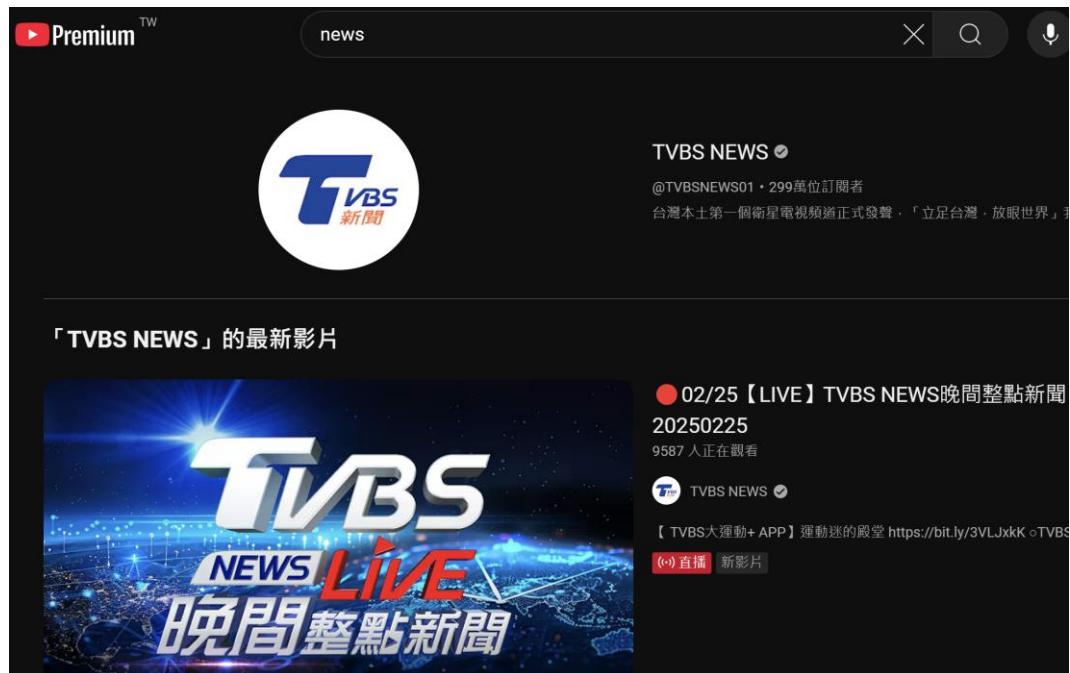 Premium TW
news
TVBS
新聞
TVBS NEWS
@TVBSNEWS01・299萬位訂閱者
台灣本土第一個衛星電視頻道正式發聲．「立足台灣．放眼世界」
「TVBS NEWS」的最新影片
TVBS
NEWS LiVE
晚間整點新聞
02/25【LIVE】TVBS NEWS晚間整點新聞
20250225
9587 人正在觀看
TVBS NEWS
【 TVBS大運動+ APP】運動迷的殿堂 https://bit.ly/3VLJxkK ○TVBS
直播 新影片